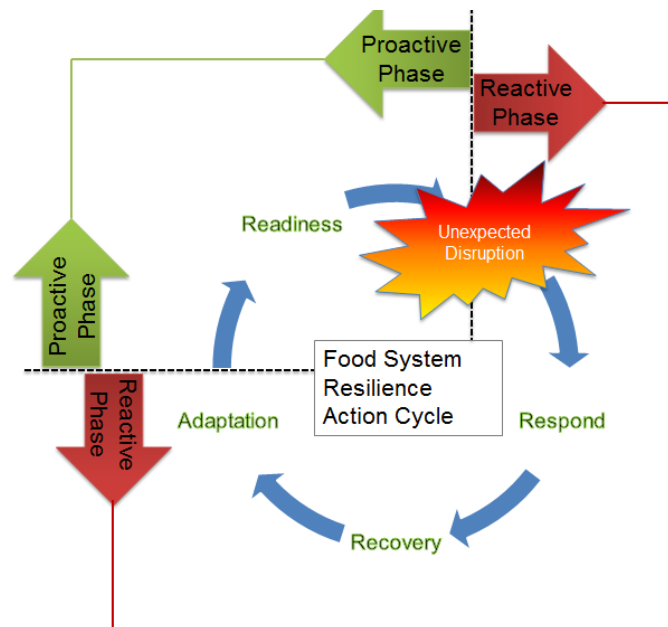 Proactive
Phase
Reactive
Phase
Readiness
Unexpected
Disruption
Proactive
Phase
Food System
Resilience
Action Cycle
Reactive
Phase
Adaptation
Respond
Recovery